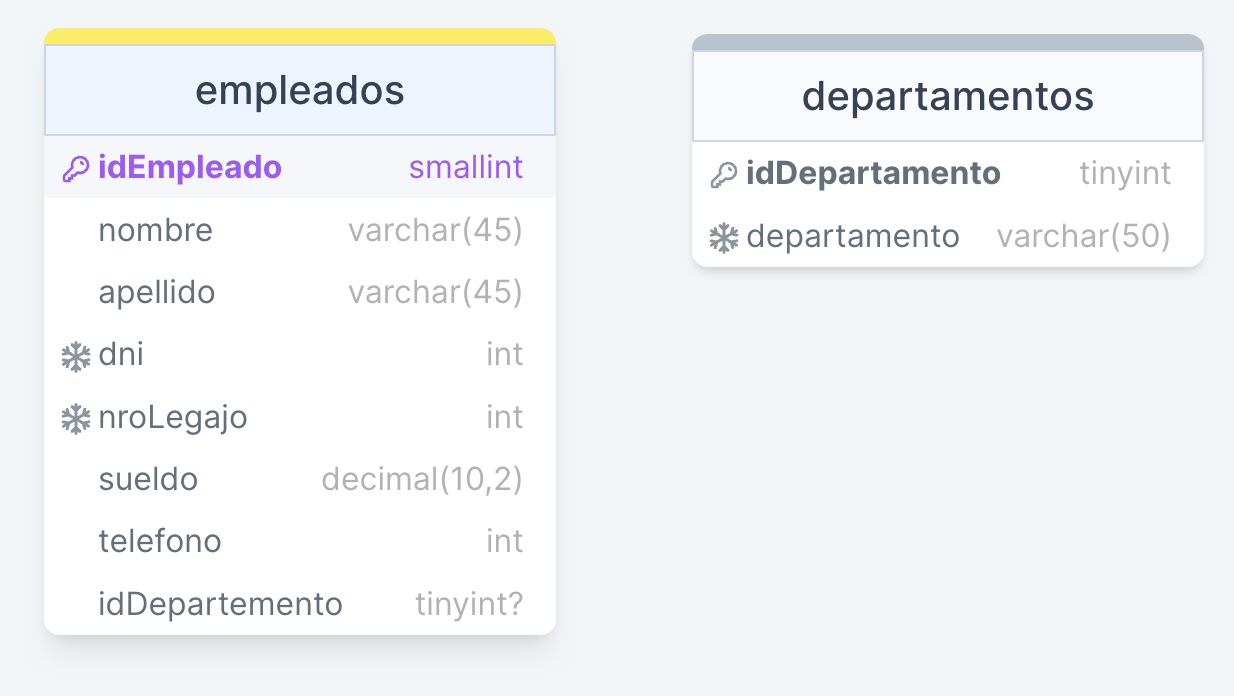 empleados
idEmpleado smallint
nombre varchar(45)
apellido varchar(45)
dni int
nroLegajo int
sueldo decimal(10,2)
telefono int
idDepartemento tinyint?
departamentos
idDepartamento tinyint
departamento varchar(50)